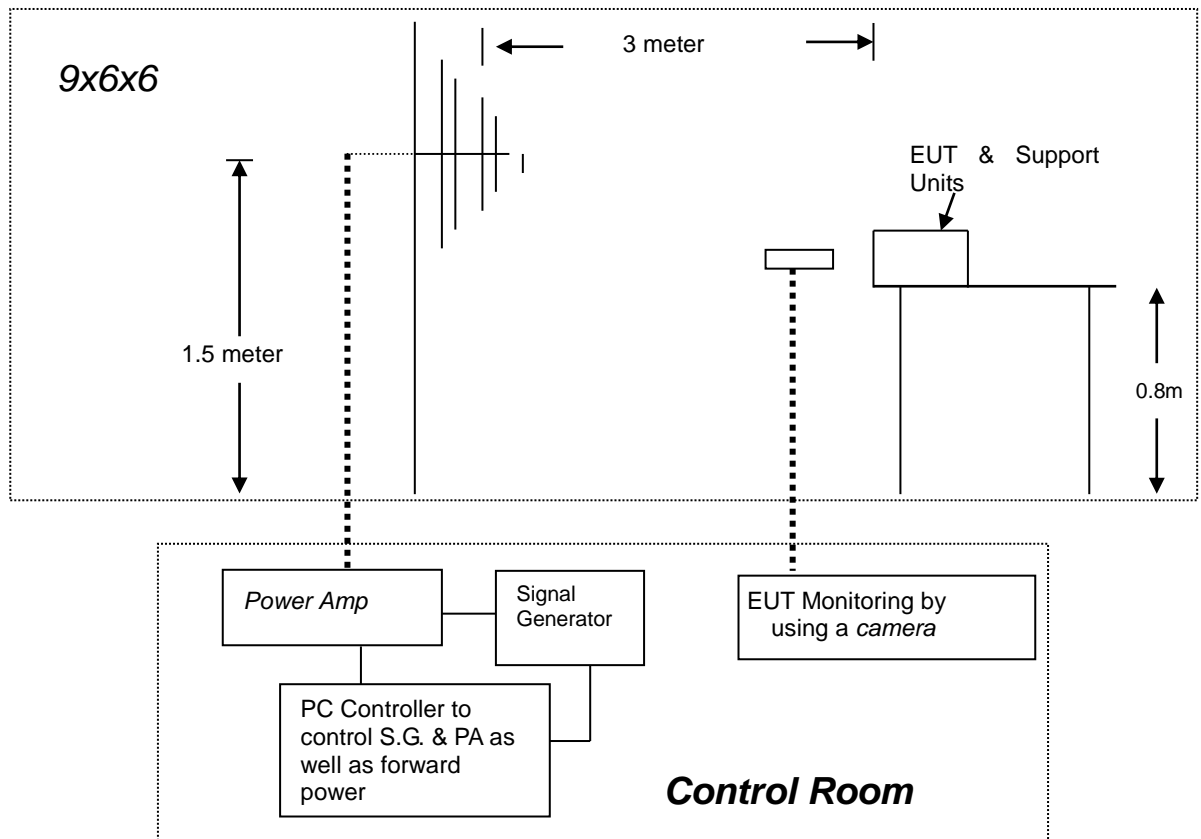 3 meter
9x6x6
EUT & Support
Units
1.5 meter
0.8m
Power Amp
Signal
Generator
EUT Monitoring by
using a camera
PC Controller to
control S.G. & PA as
well as forward
power
Control Room